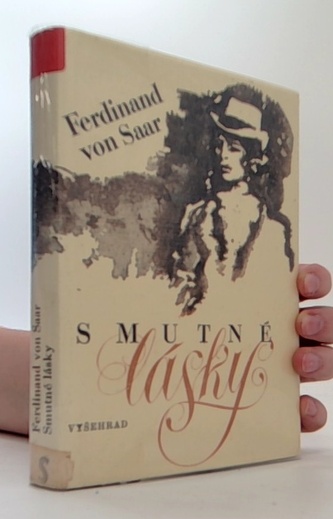 Ferdinand
von Saar
SMUTNÉ
lásky
VYŠEHRAD
Ferdinand von Saar
Smutné lásky
S